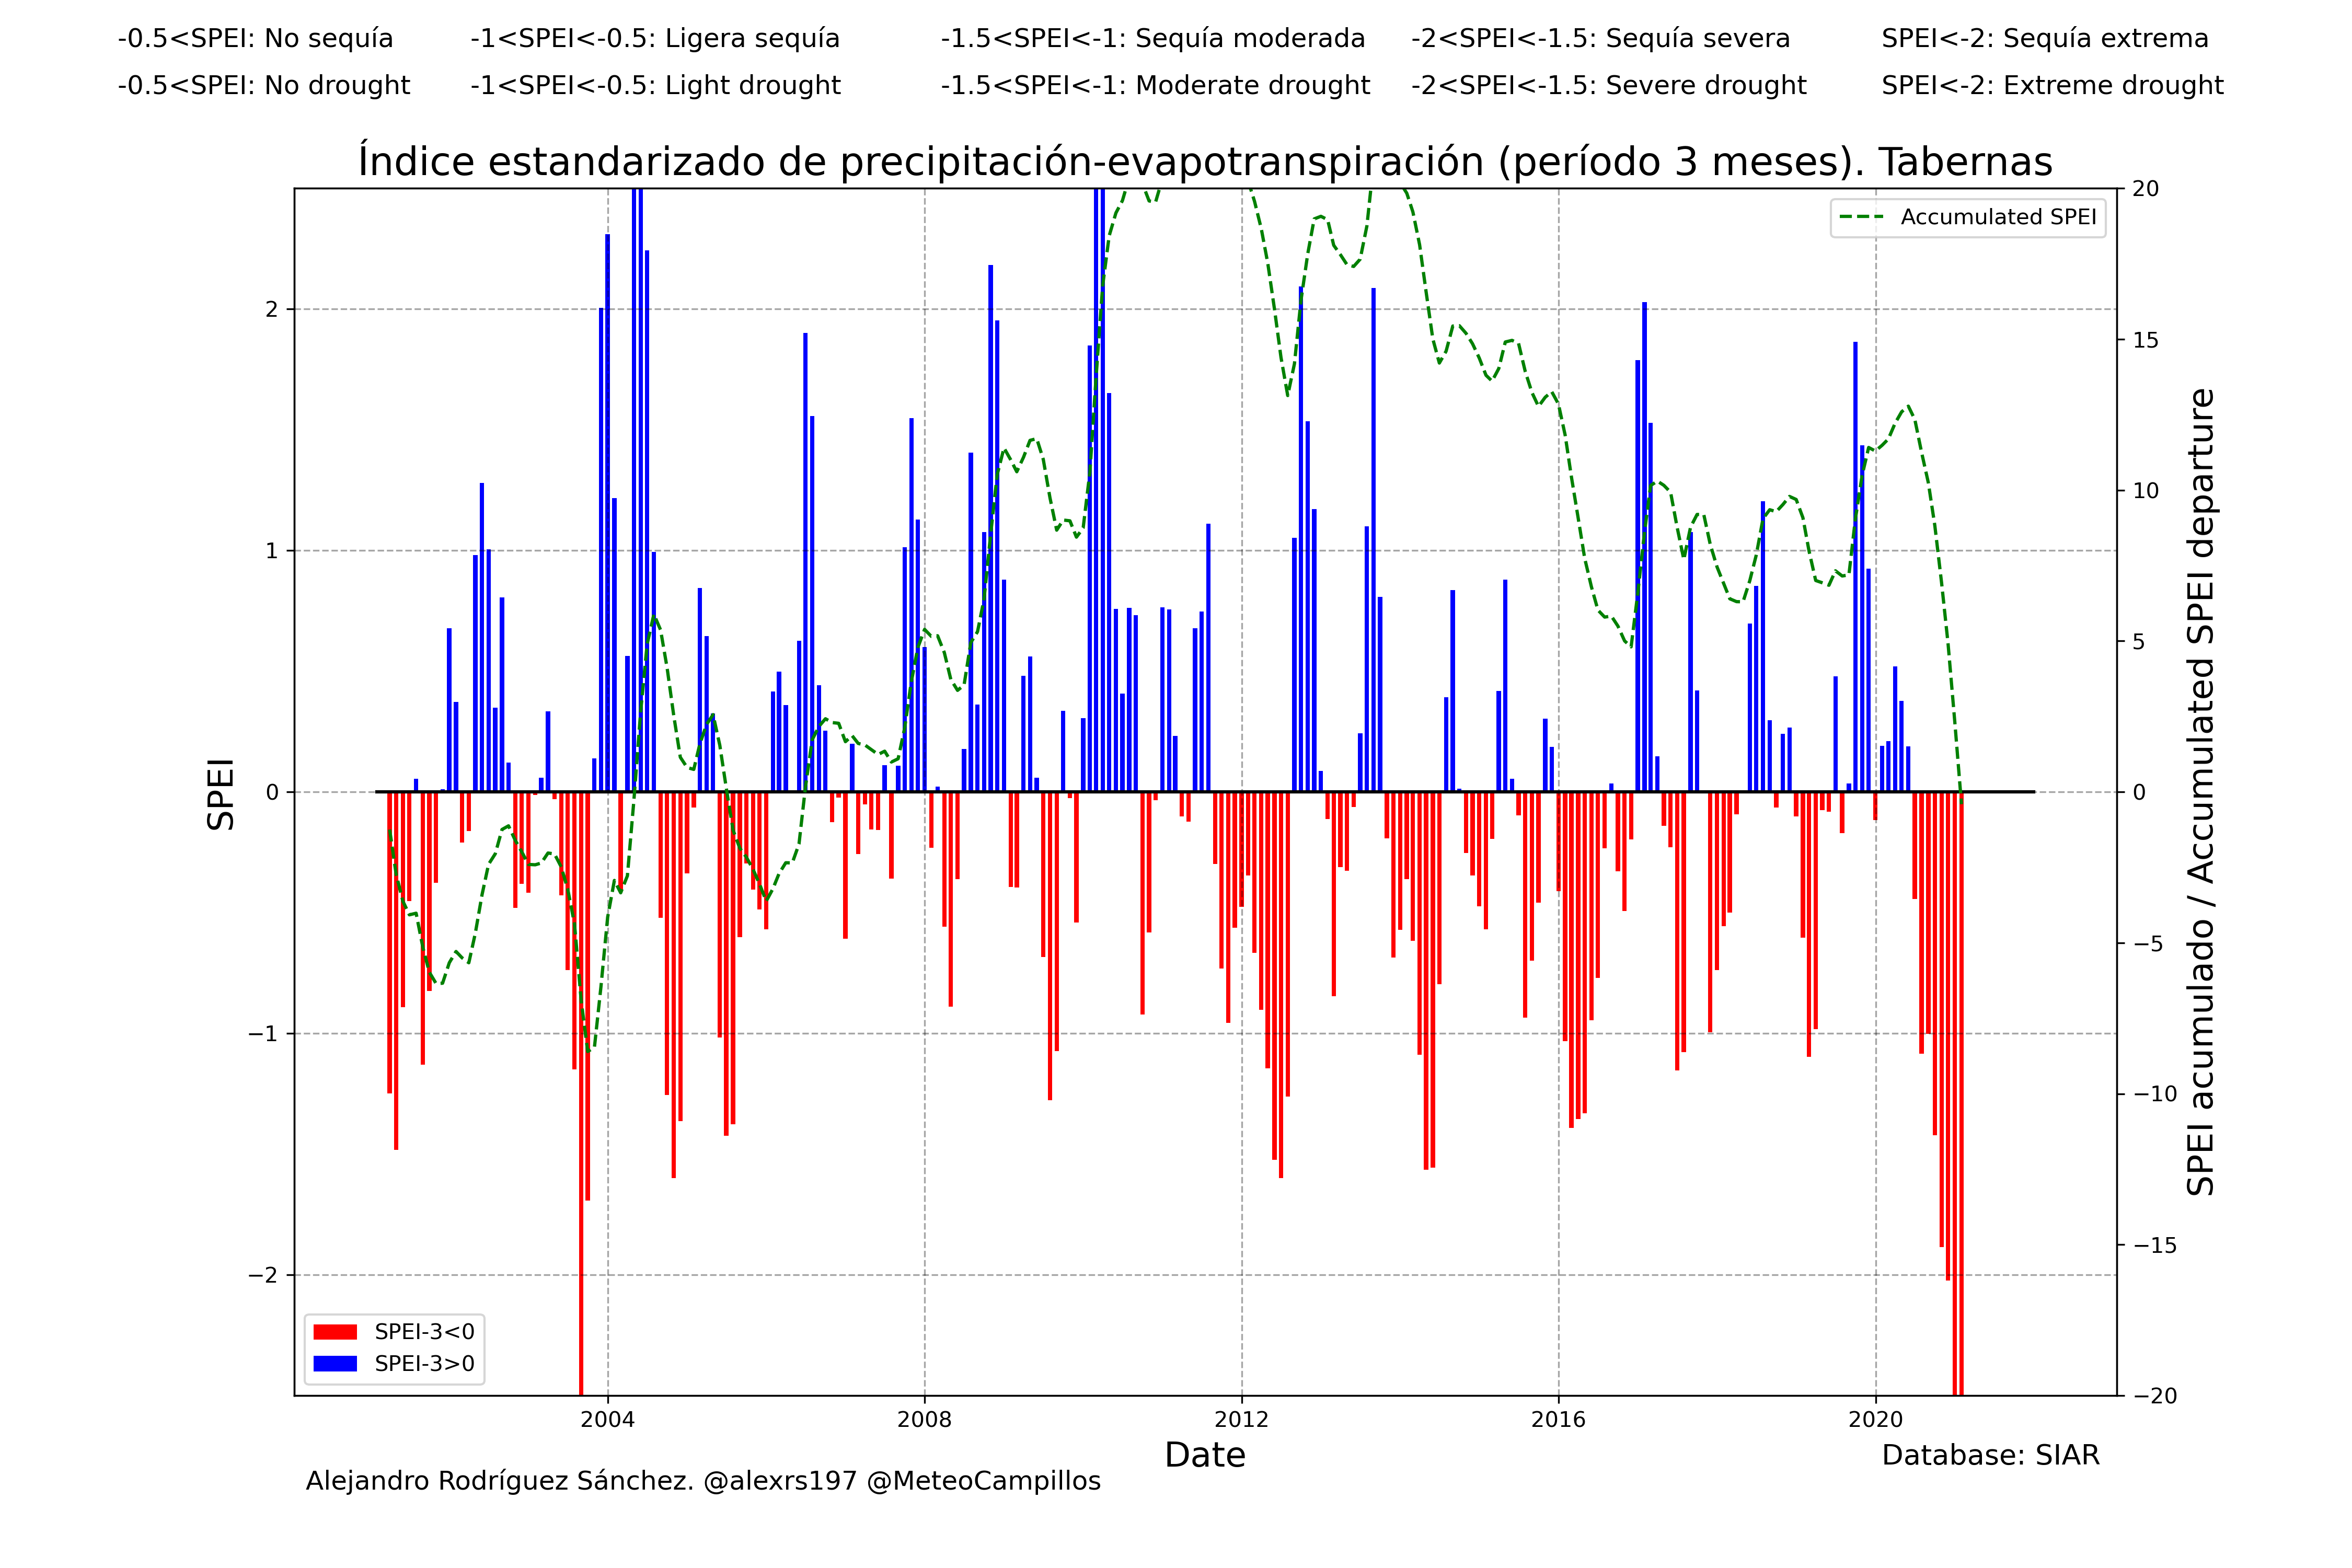 -0.5<SPEI: No sequía -1<SPEI<-0.5: Ligera sequía -1.5<SPEI<-1: Sequía moderada -2<SPEI<-1.5: Sequía severa SPEI<-2: Sequía extrema
-0.5<SPEI: No drought -1<SPEI<-0.5: Light drought -1.5<SPEI<-1: Moderate drought -2<SPEI<-1.5: Severe drought SPEI<-2: Extreme drought
Índice estandarizado de precipitación-evapotranspiración (período 3 meses). Tabernas
Accumulated SPEI
2
1
0
−1
−2
SPEI
20
15
10
5
0
−5
−10
−15
−20
SPEI acumulado / Accumulated SPEI departure
SPEI-3<0
SPEI-3>0
2004 2008 2012 2016 2020
Date
Database: SIAR
Alejandro Rodríguez Sánchez. @alexrs197 @MeteoCampillos